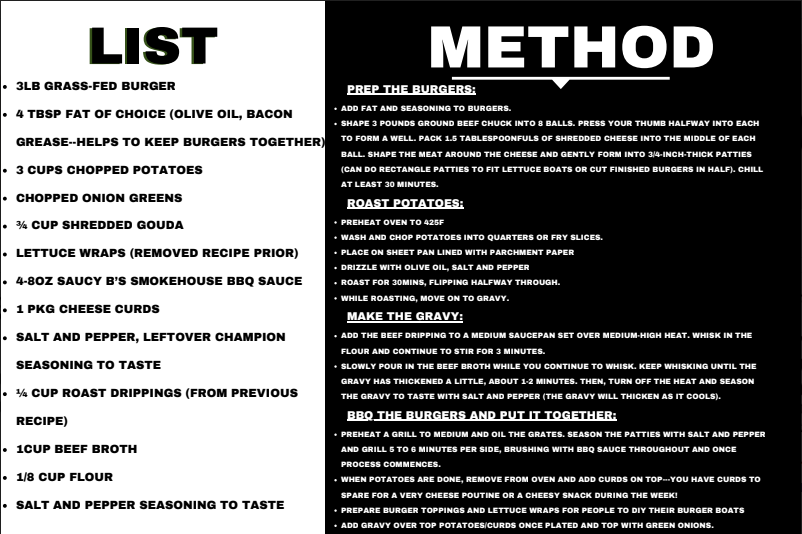 LIST
• 3LB GRASS-FED BURGER
• 4 TBSP FAT OF CHOICE (OLIVE OIL, BACON
GREASE--HELPS TO KEEP BURGERS TOGETHER)
• 3 CUPS CHOPPED POTATOES
• CHOPPED ONION GREENS
• ¾ CUP SHREDDED GOUDA
• LETTUCE WRAPS (REMOVED RECIPE PRIOR)
• 4-8OZ SAUCY B'S SMOKEHOUSE BBQ SAUCE
• 1 PKG CHEESE CURDS
• SALT AND PEPPER, LEFTOVER CHAMPION
SEASONING TO TASTE
• ¼ CUP ROAST DRIPPINGS (FROM PREVIOUS
RECIPE)
• 1CUP BEEF BROTH
• 1/8 CUP FLOUR
• SALT AND PEPPER SEASONING TO TASTE
METHOD
PREP THE BURGERS:
• ADD FAT AND SEASONING TO BURGERS.
• SHAPE 3 POUNDS GROUND BEEF CHUCK INTO 8 BALLS. PRESS YOUR THUMB HALFWAY INTO EACH
TO FORM A WELL. PACK 1.5 TABLESPOONFULS OF SHREDDED CHEESE INTO THE MIDDLE OF EACH
BALL. SHAPE THE MEAT AROUND THE CHEESE AND GENTLY FORM INTO 3/4-INCH-THICK PATTIES
(CAN DO RECTANGLE PATTIES TO FIT LETTUCE BOATS OR CUT FINISHED BURGERS IN HALF). CHILL
AT LEAST 30 MINUTES.
ROAST POTATOES:
• PREHEAT OVEN TO 425F
• WASH AND CHOP POTATOES INTO QUARTERS OR FRY SLICES.
• PLACE ON SHEET PAN LINED WITH PARCHMENT PAPER
• DRIZZLE WITH OLIVE OIL, SALT AND PEPPER
• ROAST FOR 30MINS, FLIPPING HALFWAY THROUGH.
• WHILE ROASTING, MOVE ON TO GRAVY.
MAKE THE GRAVY:
• ADD THE BEEF DRIPPING TO A MEDIUM SAUCEPAN SET OVER MEDIUM-HIGH HEAT. WHISK IN THE
FLOUR AND CONTINUE TO STIR FOR 3 MINUTES.
• SLOWLY POUR IN THE BEEF BROTH WHILE YOU CONTINUE TO WHISK. KEEP WHISKING UNTIL THE
GRAVY HAS THICKENED A LITTLE, ABOUT 1-2 MINUTES. THEN, TURN OFF THE HEAT AND SEASON
THE GRAVY TO TASTE WITH SALT AND PEPPER (THE GRAVY WILL THICKEN AS IT COOLS).
BBQ THE BURGERS AND PUT IT TOGETHER:
• PREHEAT A GRILL TO MEDIUM AND OIL THE GRATES. SEASON THE PATTIES WITH SALT AND PEPPER
AND GRILL 5 TO 6 MINUTES PER SIDE, BRUSHING WITH BBQ SAUCE THROUGHOUT AND ONCE
PROCESS COMMENCES.
• WHEN POTATOES ARE DONE, REMOVE FROM OVEN AND ADD CURDS ON TOP---YOU HAVE CURDS TO
SPARE FOR A VERY CHEESE POUTINE OR A CHEESY SNACK DURING THE WEEK!
• PREPARE BURGER TOPPINGS AND LETTUCE WRAPS FOR PEOPLE TO DIY THEIR BURGER BOATS
• ADD GRAVY OVER TOP POTATOES/CURDS ONCE PLATED AND TOP WITH GREEN ONIONS.